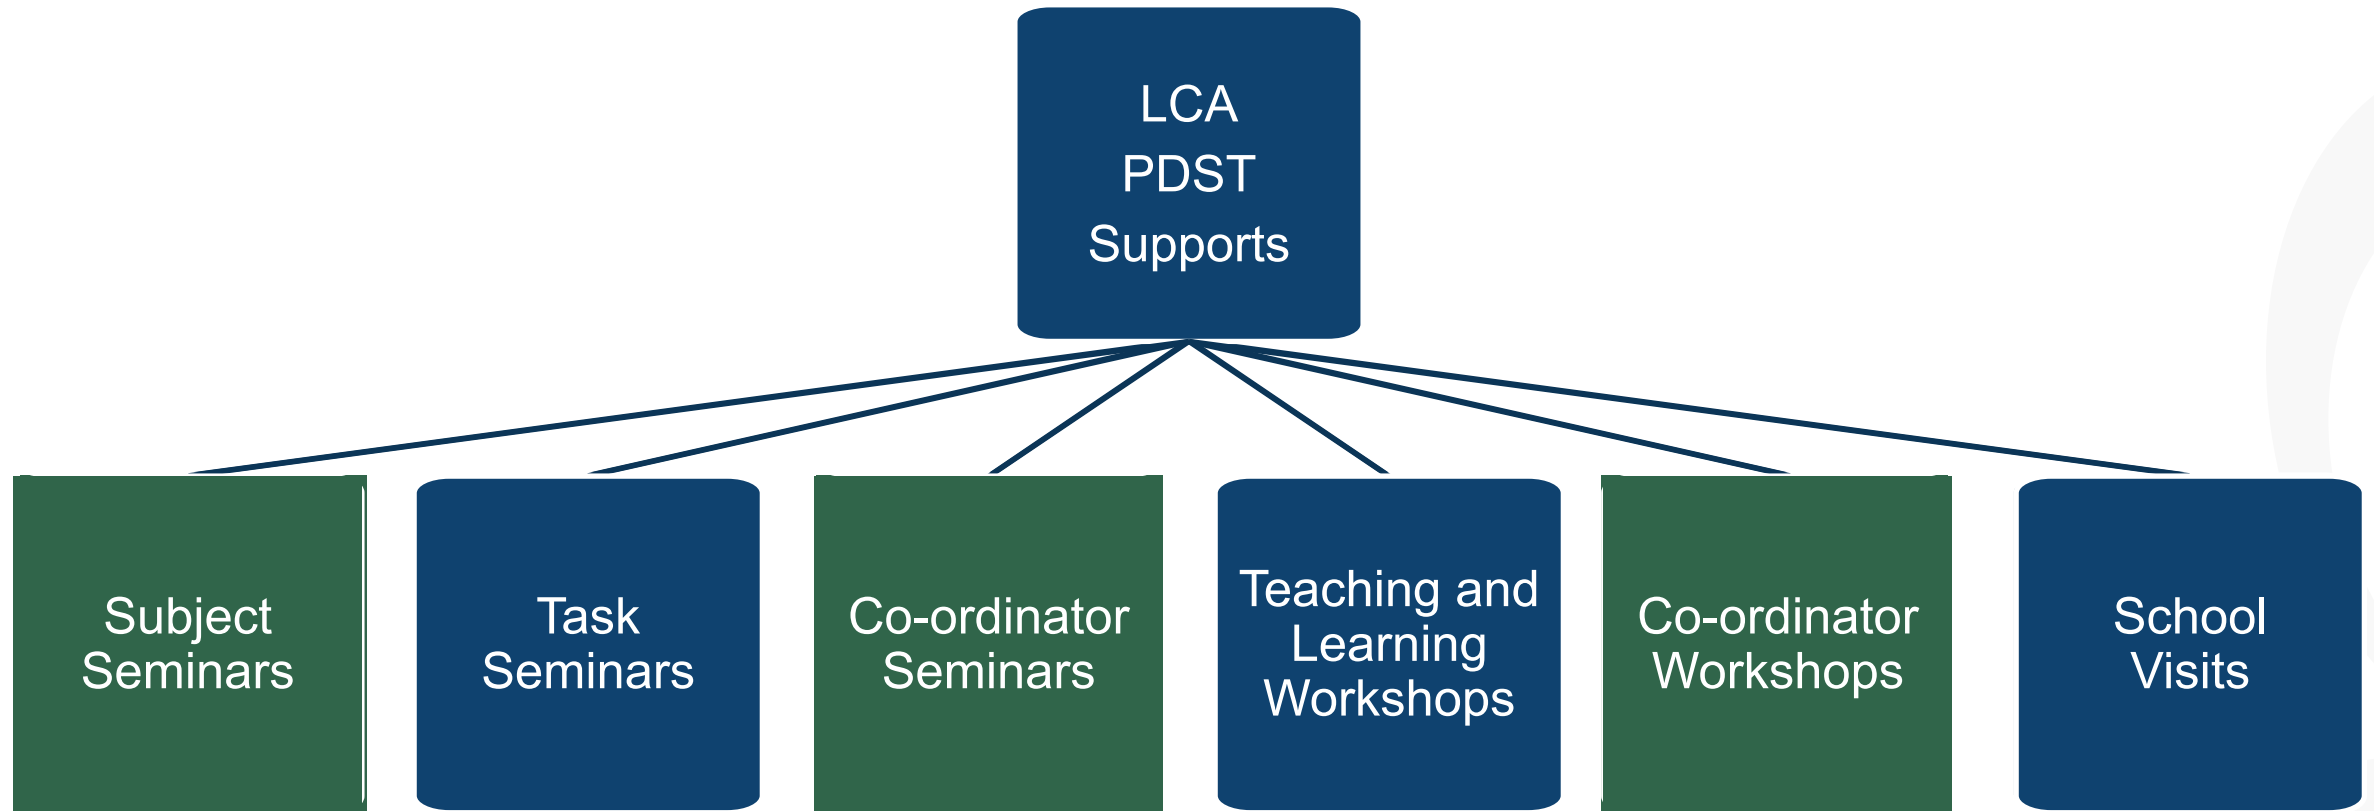 LCA
PDST
Supports
Subject
Seminars
Task
Seminars
Co-ordinator
Seminars
Teaching and
Learning
Workshops
Co-ordinator
Workshops
School
Visits